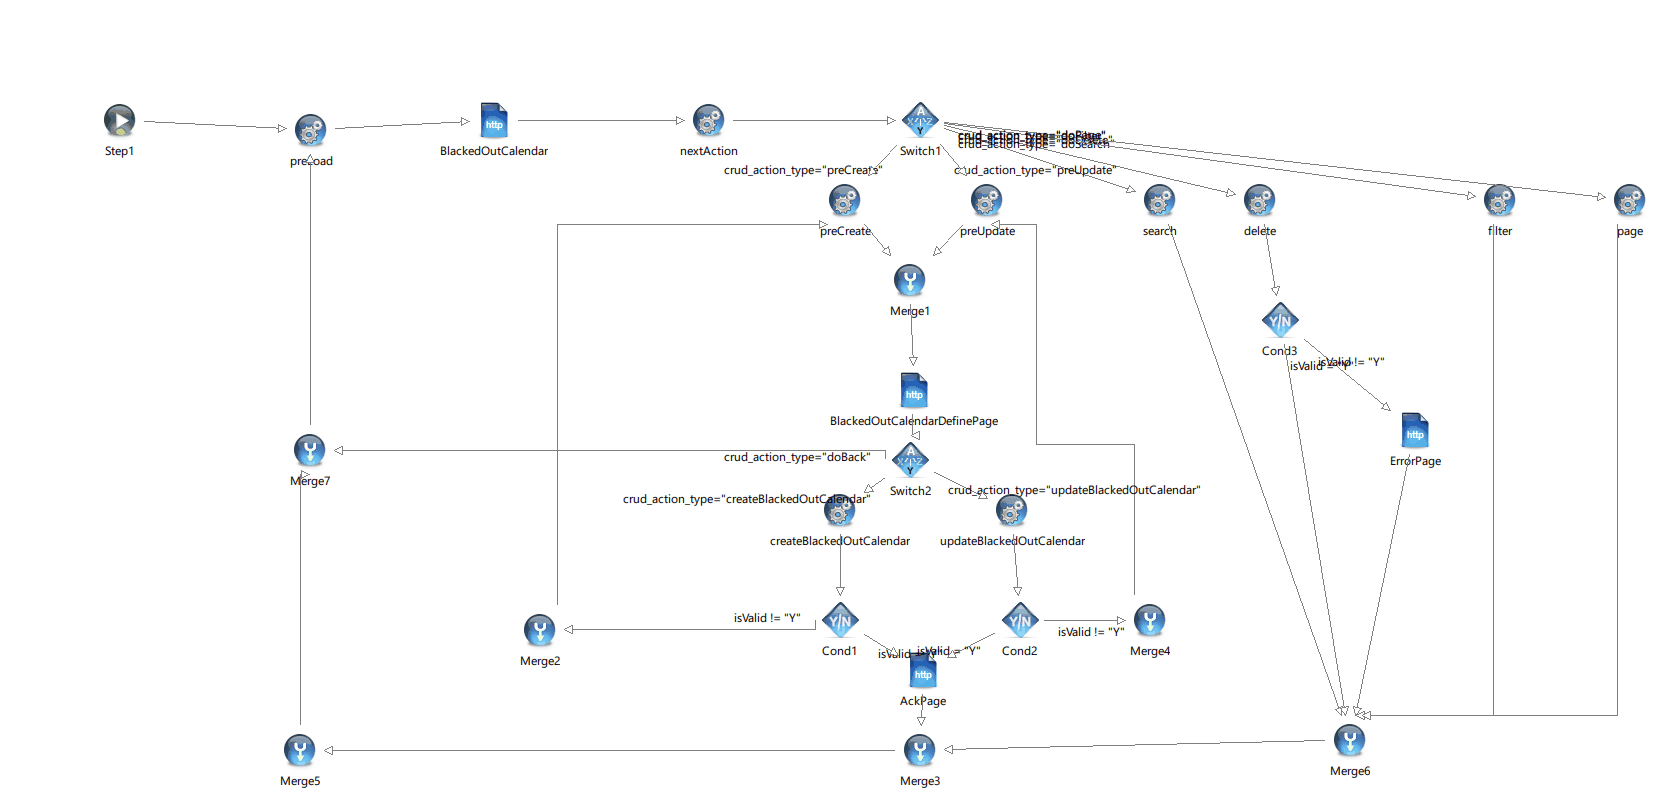 Step1
preLoad
http
BlackedOutCalendar
nextAction
A
X Y Z
Y
Switch1
crud_action_type="doPage"
crud_action_type="doDelete"
crud_action_type="doSearch"
crud_action_type="preCreate"
crud_action_type="preUpdate"
preCreate
preUpdate
search
delete
filter
page
Merge1
Y/N
Cond3
isValid != "Y"
isValid = "Y"
http
BlackedOutCalendarDefinePage
http
ErrorPage
Merge7
crud_action_type="doBack"
Switch2
crud_action_type="createBlackedOutCalendar"
crud_action_type="updateBlackedOutCalendar"
createBlackedOutCalendar
updateBlackedOutCalendar
isValid != "Y"
Y/N
Y/N
isValid != "Y"
Merge2
Cond1
isValid = "Y"
Cond2
Merge4
http
AckPage
Merge5
Merge3
Merge6